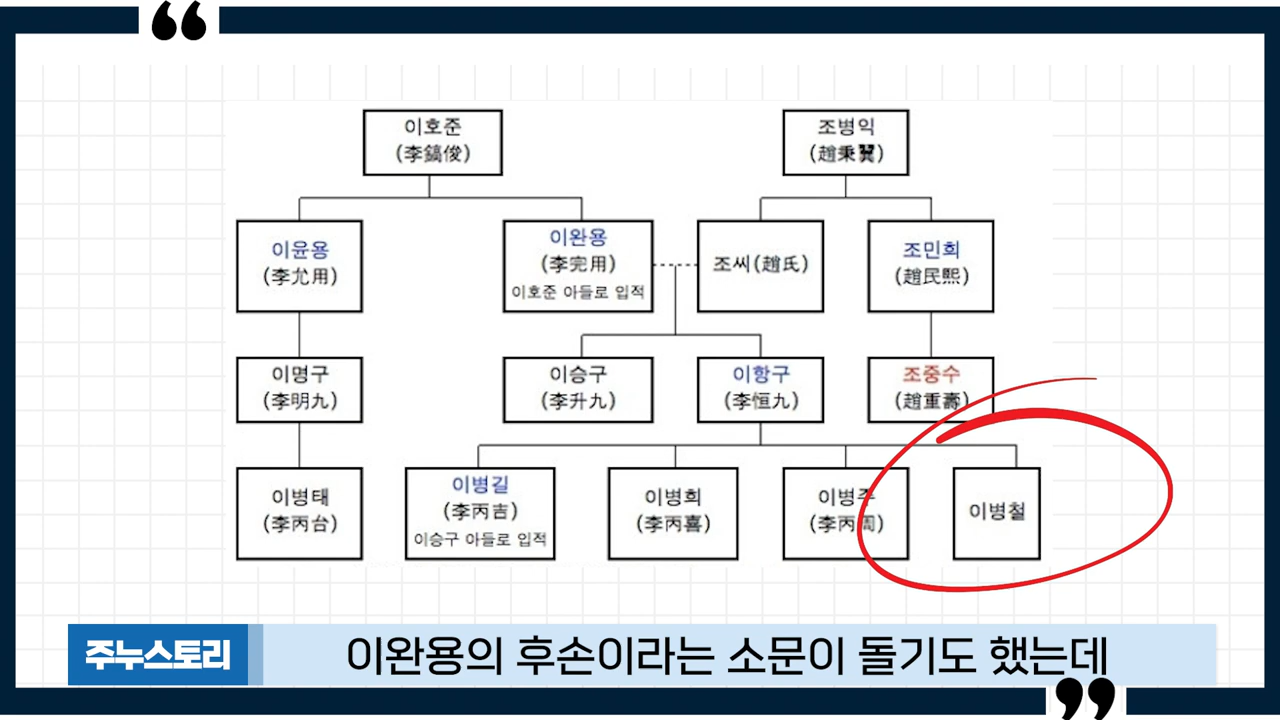 이호준
(李鎬俊)
조병익
(趙秉翼)
이윤용
(李允用)
이완용
(李完用)
이호준 아들로 입적
조씨(趙氏)
조민희
(趙民熙)
이명구
(李明九)
이승구
(李升九)
이항구
(李恒九)
조중수
(趙重壽)
이병태
(李丙台)
이병길
(李丙吉)
이승구 아들로 입적
이병희
(李丙喜)
이병주
(李丙周)
이병철
주누스토리
이완용의 후손이라는 소문이 돌기도 했는데